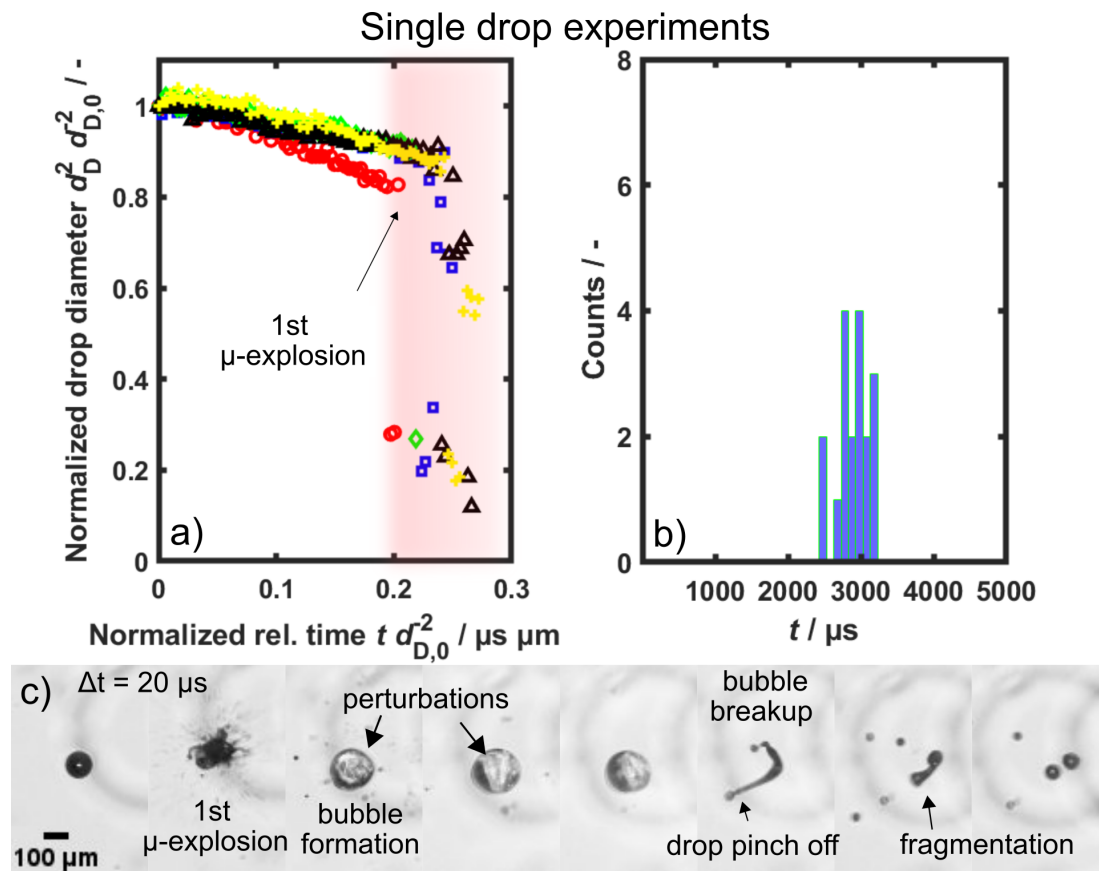 Single drop experiments
Normalized drop diameter d²_D d⁻²_D,0 / -
1
0.8
0.6
0.4
0.2
0
1st
μ-explosion
a)
0
0.1
0.2
0.3
Normalized rel. time t d⁻²_D,0 / μs μm
Counts / -
8
6
4
2
0
b)
1000 2000 3000 4000 5000
t / μs
c)
Δt = 20 μs
1st
μ-explosion
100 μm
perturbations
bubble
formation
bubble
breakup
drop pinch off
fragmentation